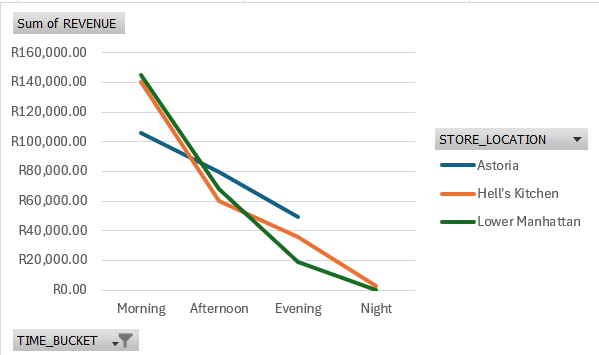 Sum of REVENUE
R160,000.00
R140,000.00
R120,000.00
R100,000.00
R80,000.00
R60,000.00
R40,000.00
R20,000.00
R0.00
Morning Afternoon Evening Night
STORE_LOCATION
Astoria
Hell's Kitchen
Lower Manhattan
TIME_BUCKET